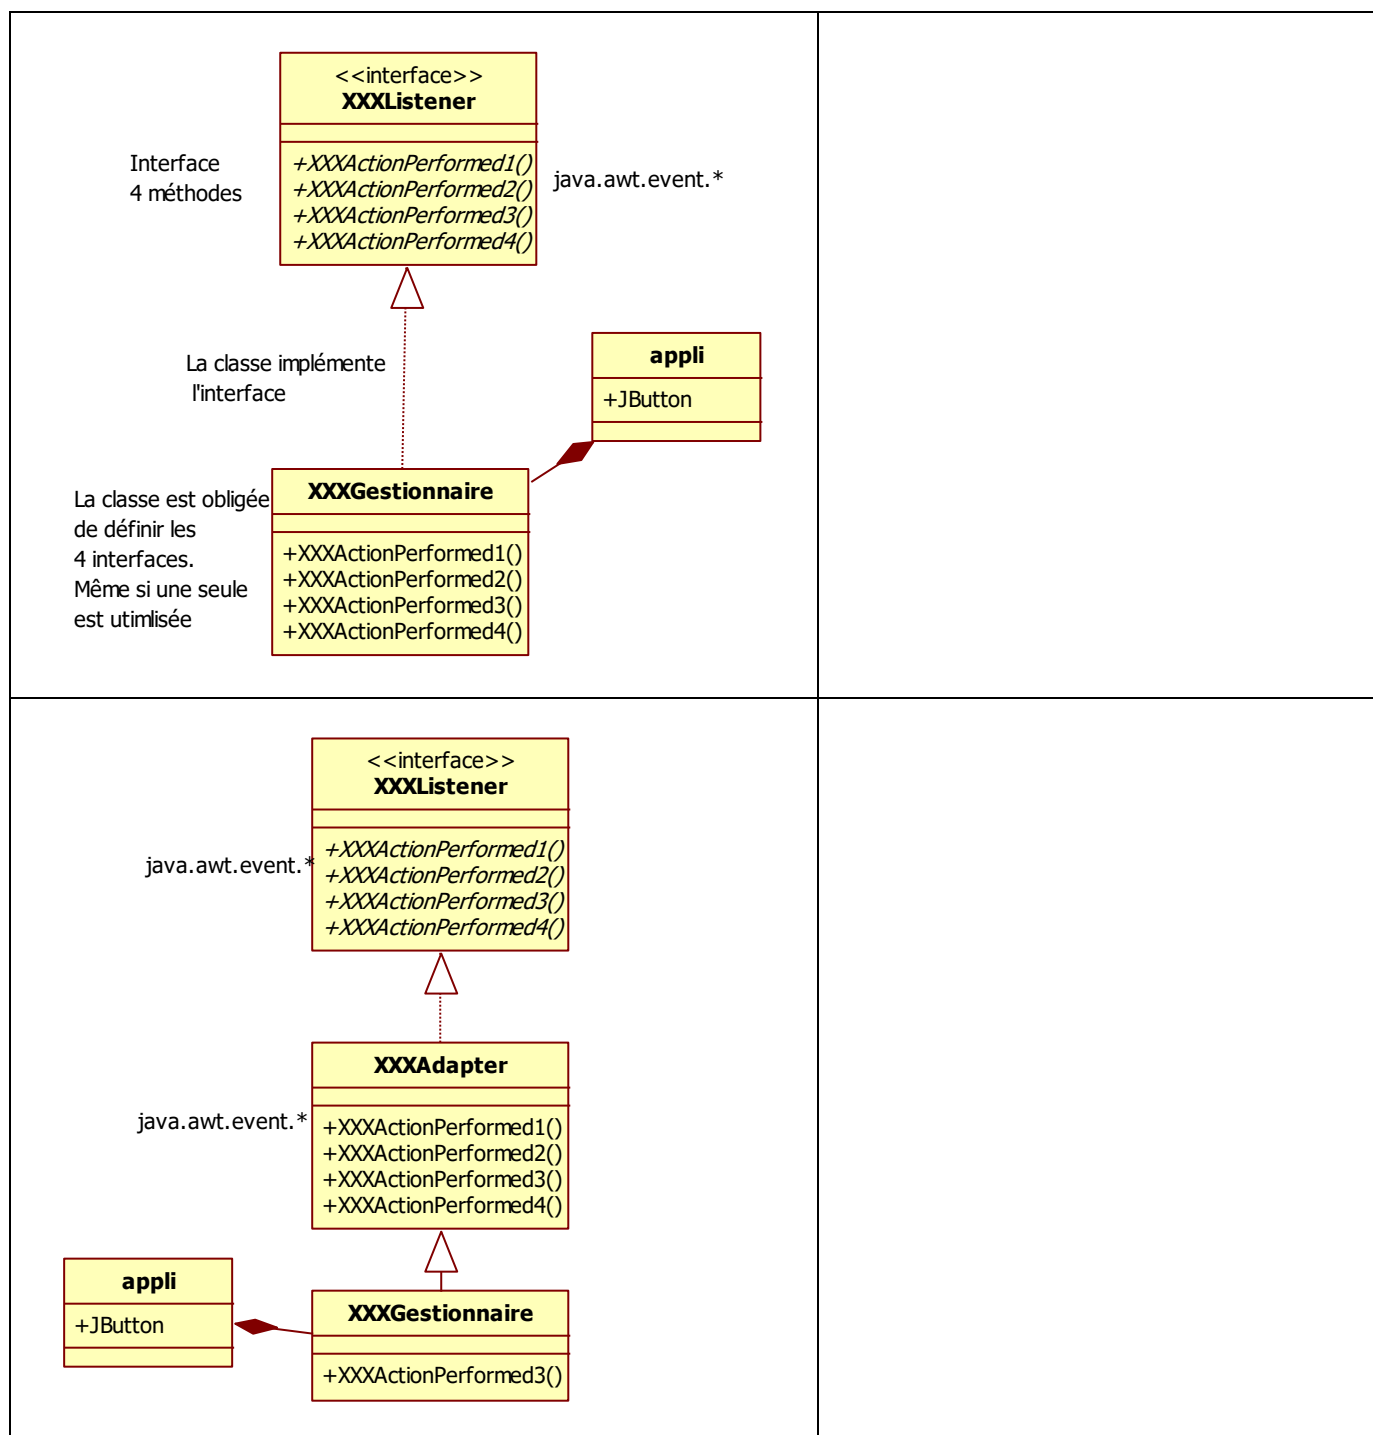 <<interface>>
XXXListener
+XXXActionPerformed1()
+XXXActionPerformed2()
+XXXActionPerformed3()
+XXXActionPerformed4()
Interface
4 méthodes
java.awt.event.*
La classe implémente
l'interface
appli
+JButton
La classe est obligée
de définir les
4 interfaces.
Même si une seule
est utimlisée
XXXGestionnaire
+XXXActionPerformed1()
+XXXActionPerformed2()
+XXXActionPerformed3()
+XXXActionPerformed4()
<<interface>>
XXXListener
+XXXActionPerformed1()
+XXXActionPerformed2()
+XXXActionPerformed3()
+XXXActionPerformed4()
java.awt.event.*
XXXAdapter
+XXXActionPerformed1()
+XXXActionPerformed2()
+XXXActionPerformed3()
+XXXActionPerformed4()
java.awt.event.*
appli
+JButton
XXXGestionnaire
+XXXActionPerformed3()